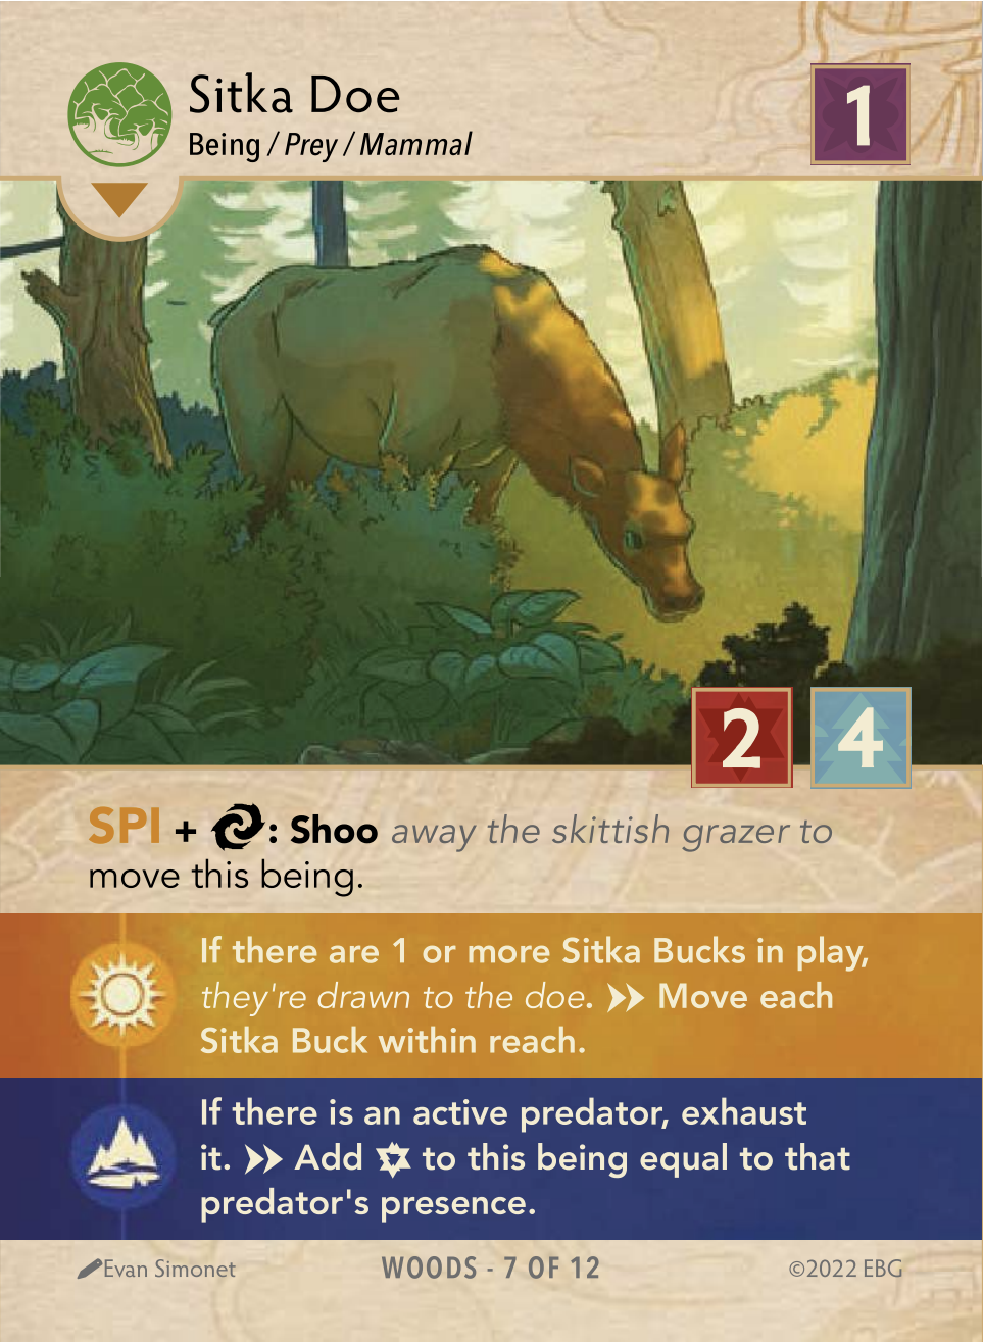 Sitka Doe
1
Being / Prey / Mammal
2
4
SPI + : Shoo away the skittish grazer to
move this being.
If there are 1 or more Sitka Bucks in play,
they're drawn to the doe. Move each
Sitka Buck within reach.
If there is an active predator, exhaust
it. Add to this being equal to that
predator's presence.
Evan Simonet
WOODS - 7 OF 12
©2022 EBG